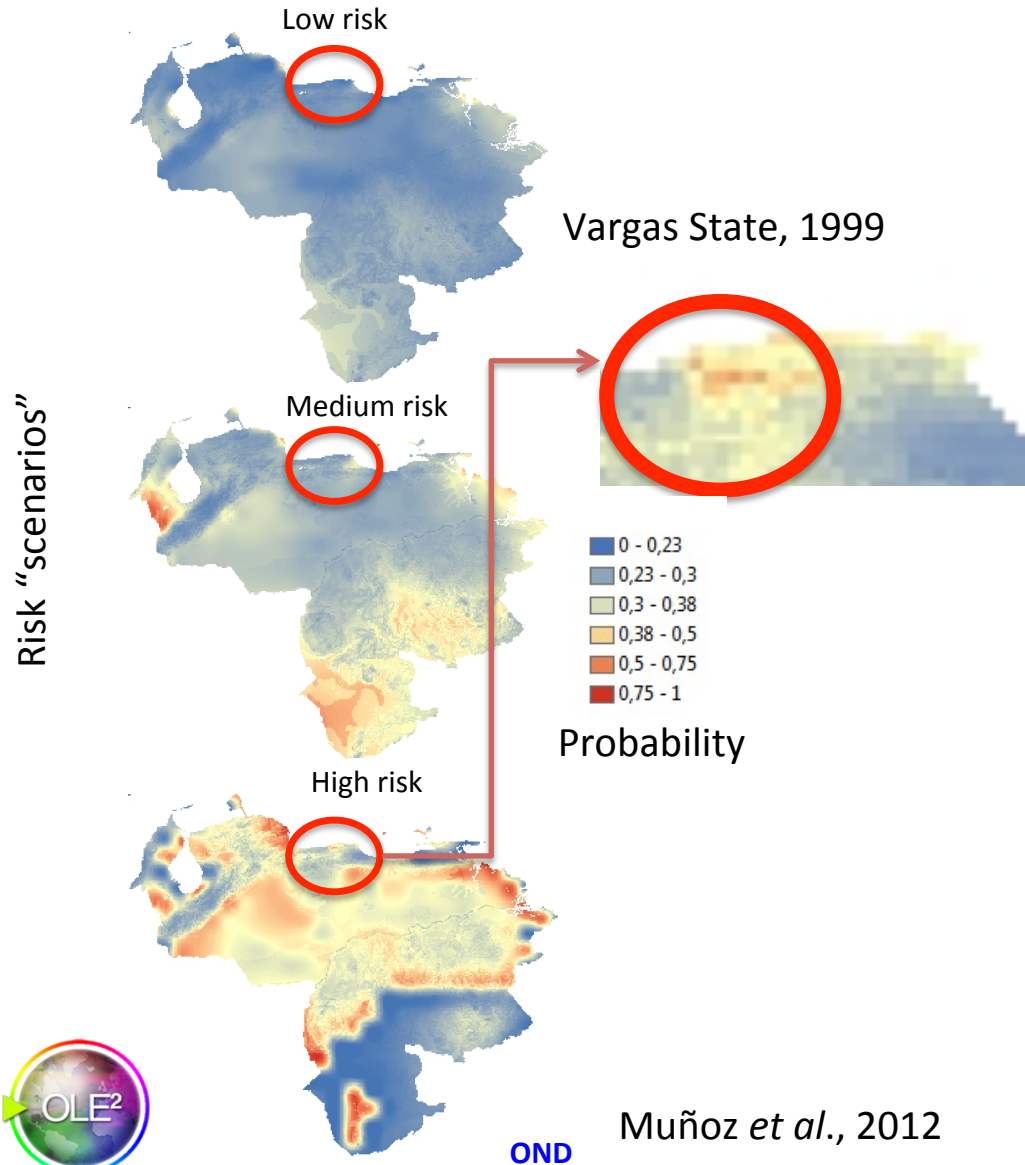 Low risk
Vargas State, 1999
Risk “scenarios”
Medium risk
0 - 0,23
0,23 - 0,3
0,3 - 0,38
0,38 - 0,5
0,5 - 0,75
0,75 - 1
Probability
High risk
OLE²
OND
Muñoz et al., 2012